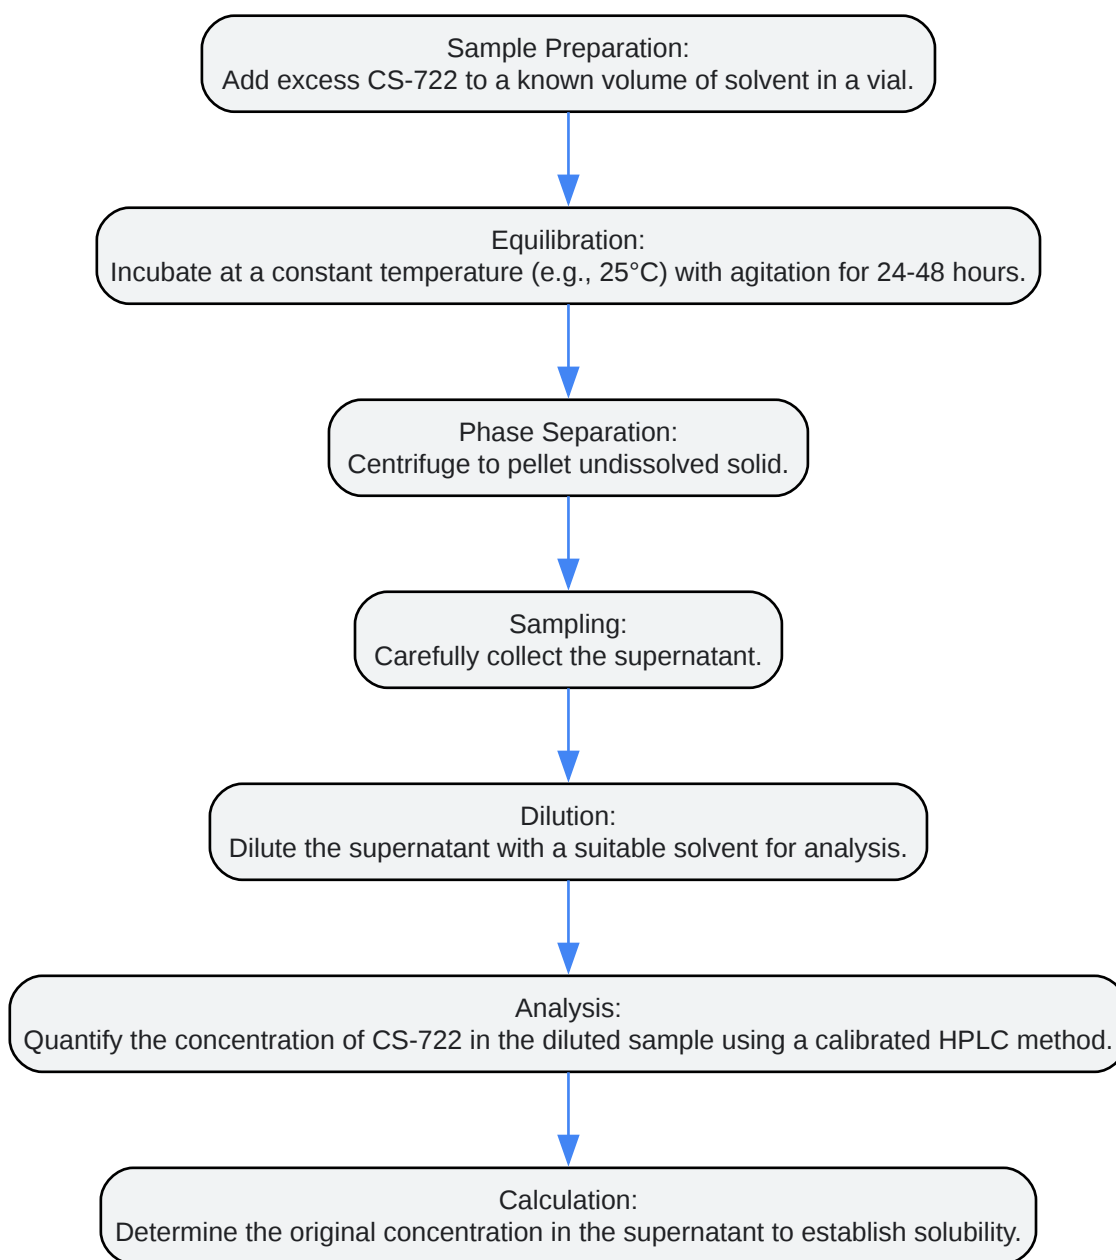 Sample Preparation:
Add excess CS-722 to a known volume of solvent in a vial.
Equilibration:
Incubate at a constant temperature (e.g., 25°C) with agitation for 24-48 hours.
Phase Separation:
Centrifuge to pellet undissolved solid.
Sampling:
Carefully collect the supernatant.
Dilution:
Dilute the supernatant with a suitable solvent for analysis.
Analysis:
Quantify the concentration of CS-722 in the diluted sample using a calibrated HPLC method.
Calculation:
Determine the original concentration in the supernatant to establish solubility.